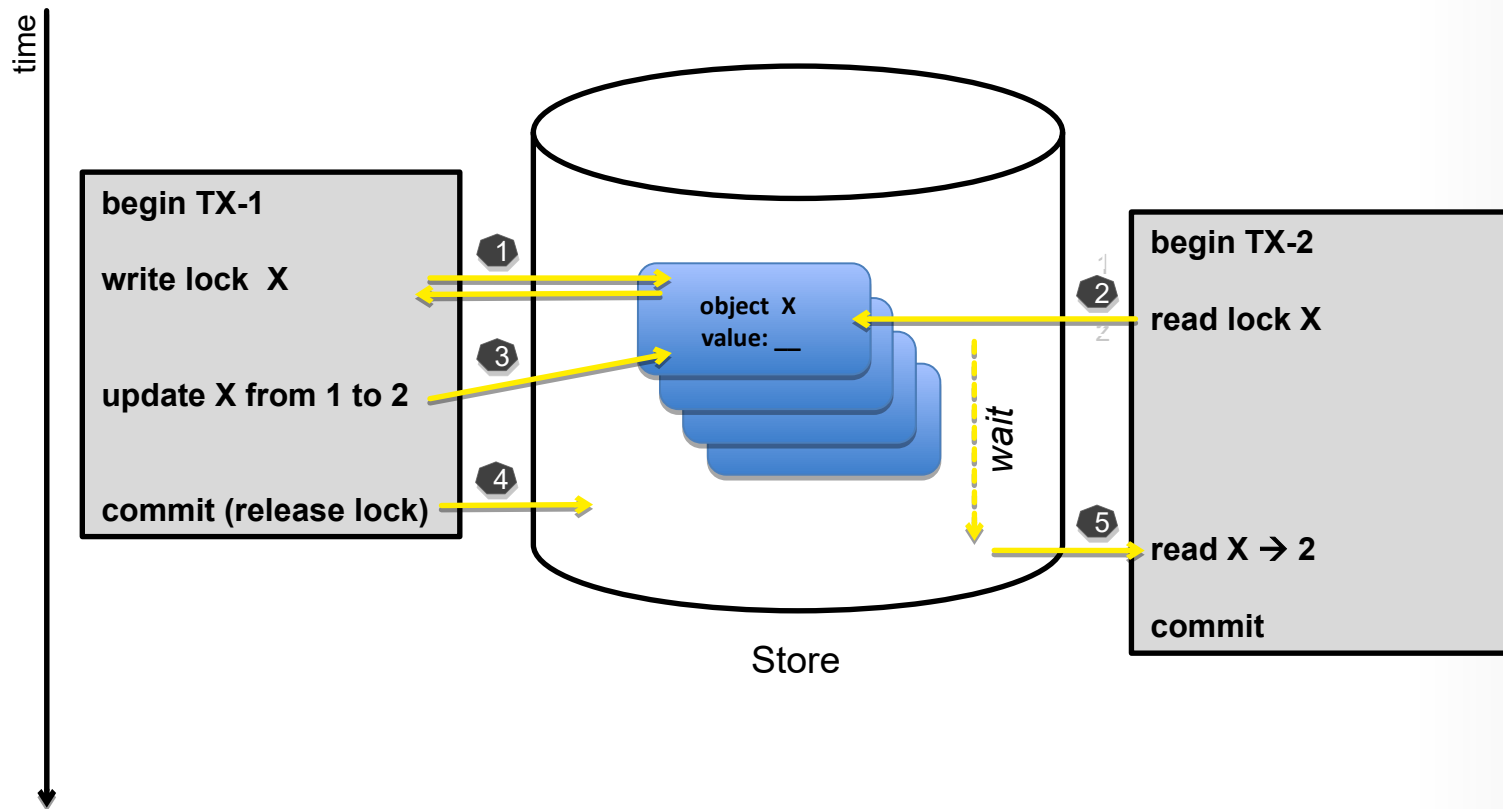 time
begin TX-1
write lock X
update X from 1 to 2
commit (release lock)
1
3
4
object X
value: __
wait
Store
1
2
2
5
begin TX-2
read lock X
read X → 2
commit